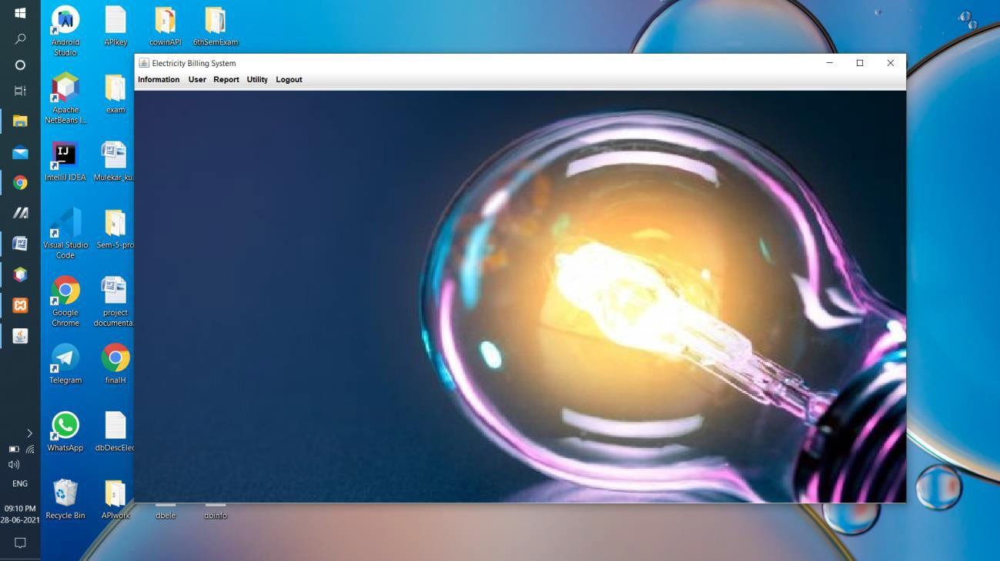 Android
Studio
APIkey
cowinAPI
6thSemExam
Electricity Billing System
Information User Report Utility Logout
Apache
NetBeans I...
exam
IntelliJ IDEA
Mulekar_ku.
Visual Studio
Code
Sem-5-pro
Google
Chrome
project
documenta.
Telegram
finalH
WhatsApp
dbDescElec
Recycle Bin
APIwork
dbele
dbinfo
ENG
09:10 PM
28-06-2021